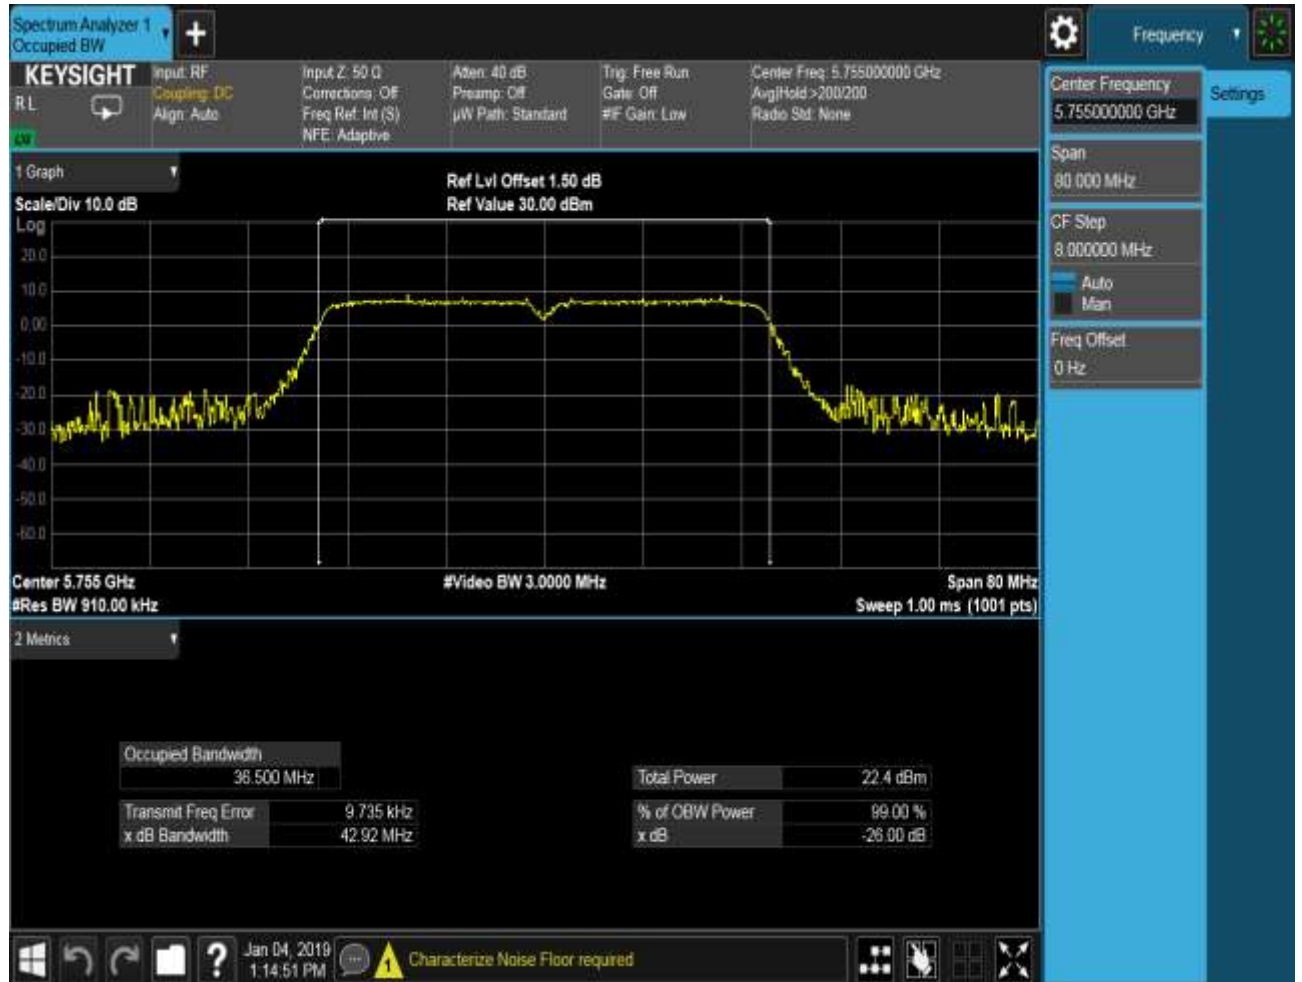 Spectrum Analyzer 1
Occupied BW
Frequency
KEYSIGHT
RL
Input: RF
Coupling: DC
Align: Auto
Input Z: 50 Ω
Corrections: Off
Freq Ref: Int (S)
NFE: Adaptive
Atten: 40 dB
Preamp: Off
µW Path: Standard
Trig: Free Run
Gate: Off
#IF Gain: Low
Center Freq: 5.755000000 GHz
Avg|Hold:>200/200
Radio Std: None
Center Frequency
5.755000000 GHz
Settings
Span
80.000 MHz
CF Step
8.000000 MHz
Auto
Man
Freq Offset
0 Hz
1 Graph
Scale/Div 10.0 dB
Ref Lvl Offset 1.50 dB
Ref Value 30.00 dBm
Log
20.0
10.0
0.00
-10.0
-20.0
-30.0
-40.0
-50.0
-60.0
Center 5.755 GHz
#Video BW 3.0000 MHz
Span 80 MHz
#Res BW 910.00 kHz
Sweep 1.00 ms (1001 pts)
2 Metrics
Occupied Bandwidth
36.500 MHz
Total Power 22.4 dBm
Transmit Freq Error 9.735 kHz
% of OBW Power 99.00 %
x dB Bandwidth 42.92 MHz
x dB -26.00 dB
Jan 04, 2019
1:14:51 PM
1
Characterize Noise Floor required